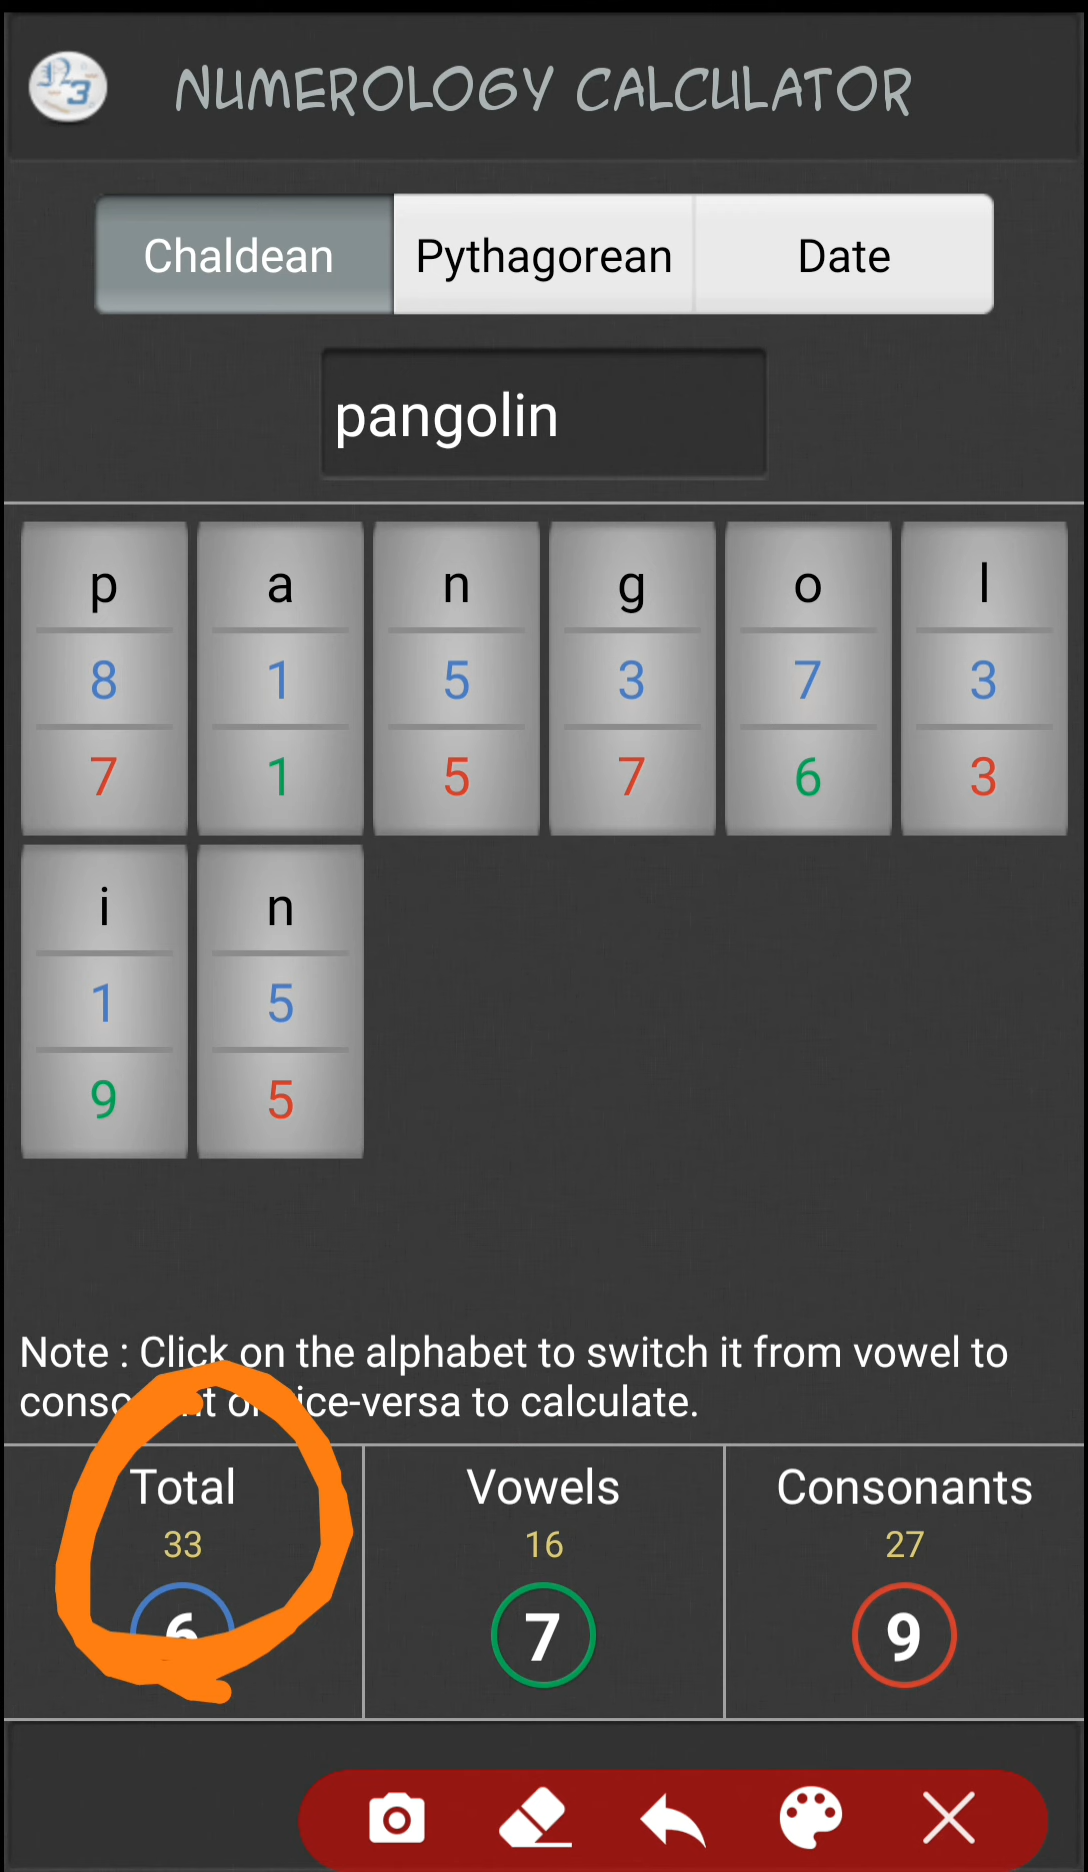 NUMEROLOGY CALCULATOR
Chaldean Pythagorean Date
pangolin
p a n g o l
8 1 5 3 7 3
7 1 5 7 6 3
i n
1 5
9 5
Note : Click on the alphabet to switch it from vowel to
to calculate.
Total Vowels Consonants
33 16 27
6 7 9